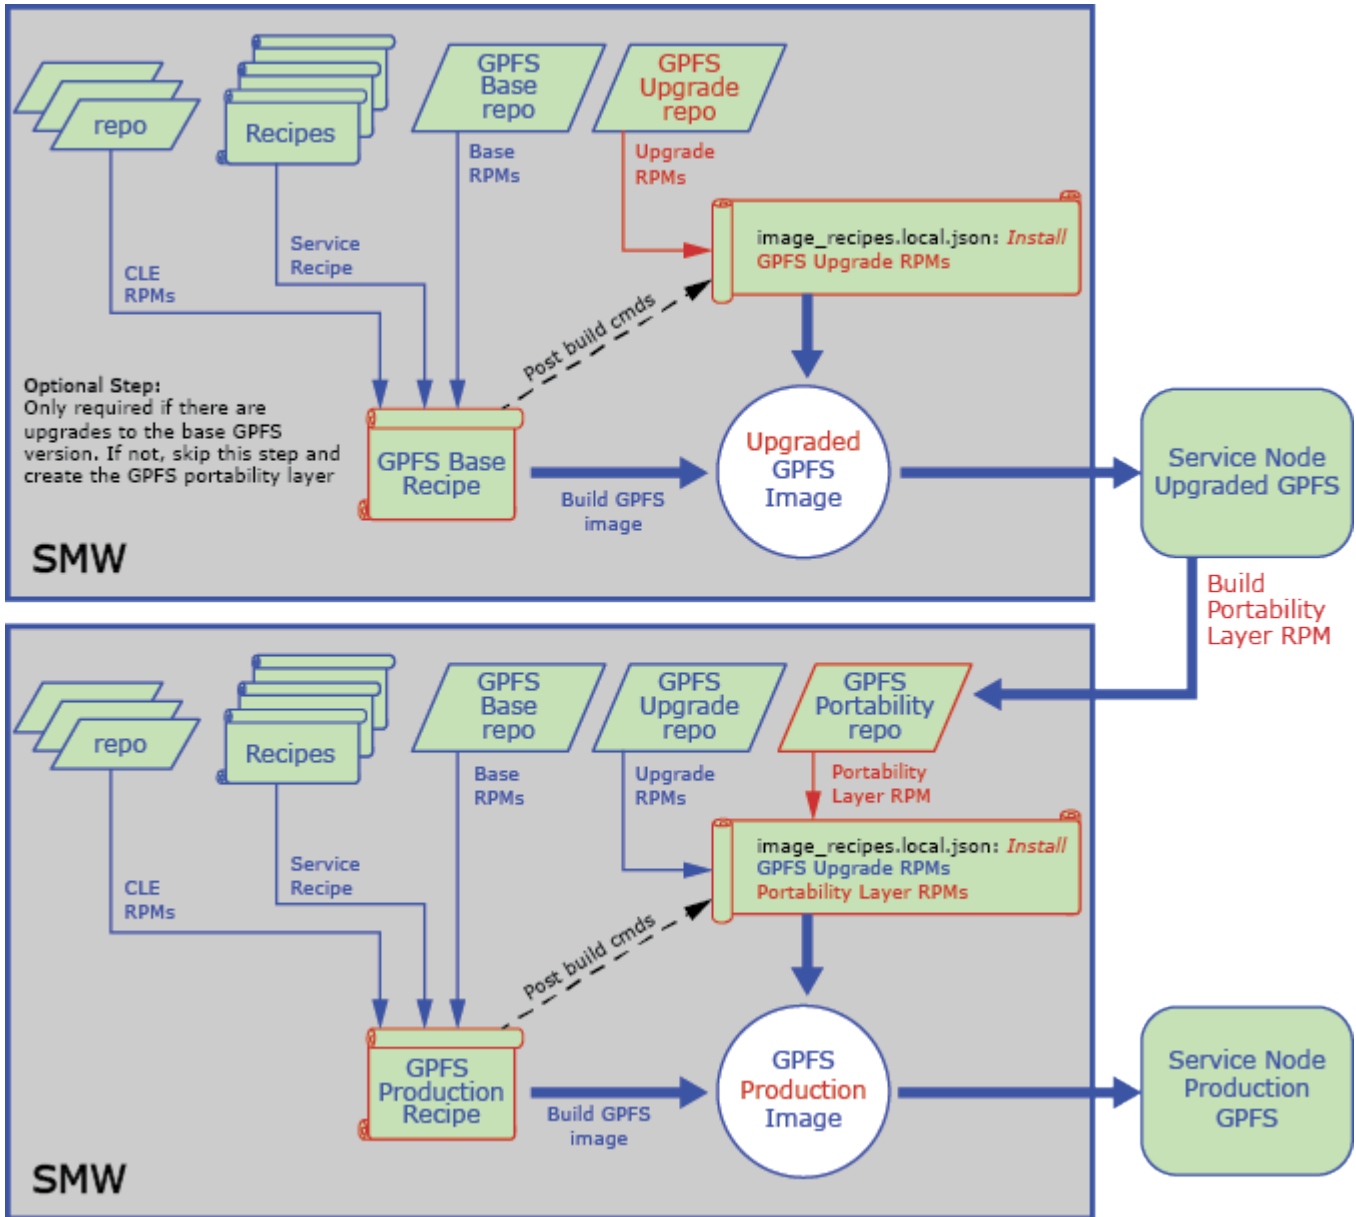 GPFS
Base
repo
GPFS
Upgrade
repo
repo
Recipes
Base
RPMs
Upgrade
RPMs
image_recipes.local.json: Install
GPFS Upgrade RPMs
Service
Recipe
CLE
RPMs
Post build cmds
Optional Step:
Only required if there are
upgrades to the base GPFS
version. If not, skip this step and
create the GPFS portability layer
GPFS Base
Recipe
Build GPFS
image
Upgraded
GPFS
Image
Service Node
Upgraded GPFS
SMW
Build
Portability
Layer RPM
GPFS
Base
repo
GPFS
Upgrade
repo
GPFS
Portability
repo
repo
Recipes
Base
RPMs
Upgrade
RPMs
Portability
Layer RPM
image_recipes.local.json: Install
GPFS Upgrade RPMs
Portability Layer RPMs
Service
Recipe
CLE
RPMs
Post build cmds
GPFS
Production
Recipe
Build GPFS
image
GPFS
Production
Image
Service Node
Production
GPFS
SMW